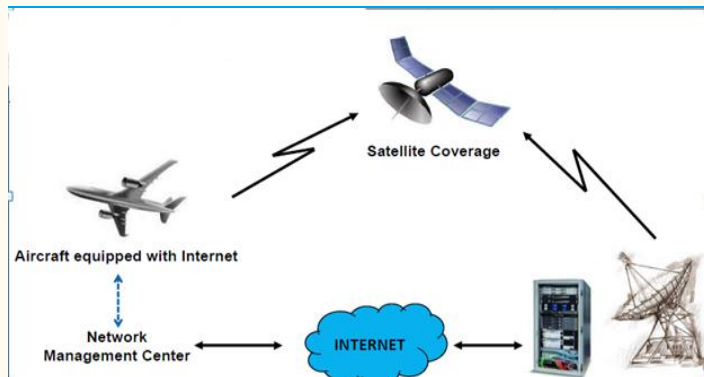 Satellite Coverage
Aircraft equipped with Internet
Network
Management Center
INTERNET